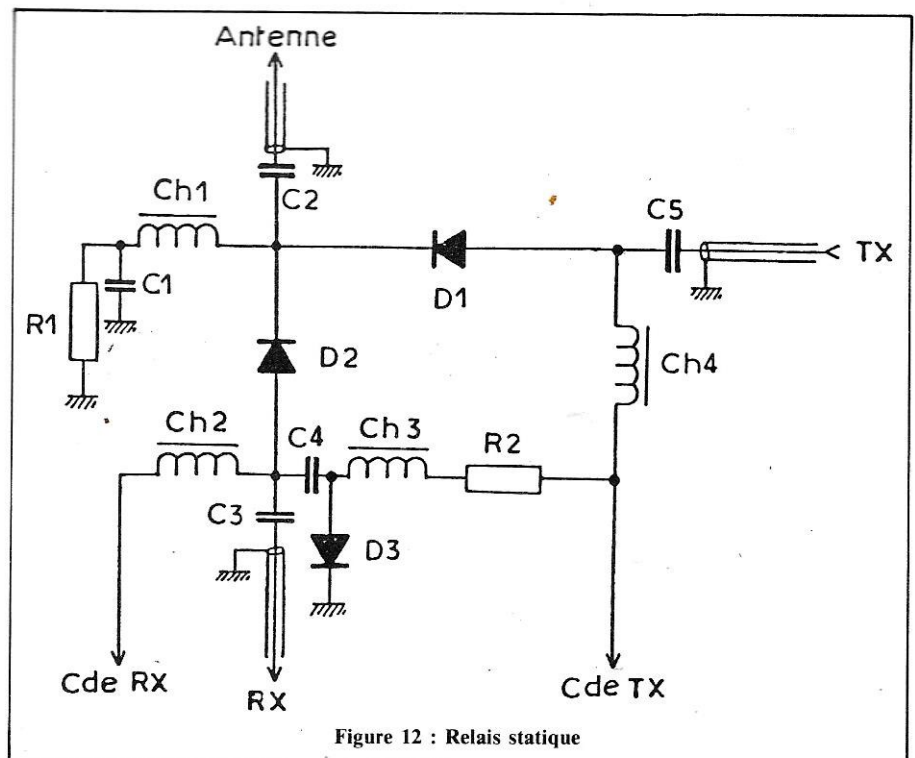 Antenne
Ch1
C2
C5
TX
C1
D1
R1
D2
Ch4
Ch2
C4
Ch3
R2
C3
D3
Cde RX
RX
Cde TX
Figure 12 : Relais statique